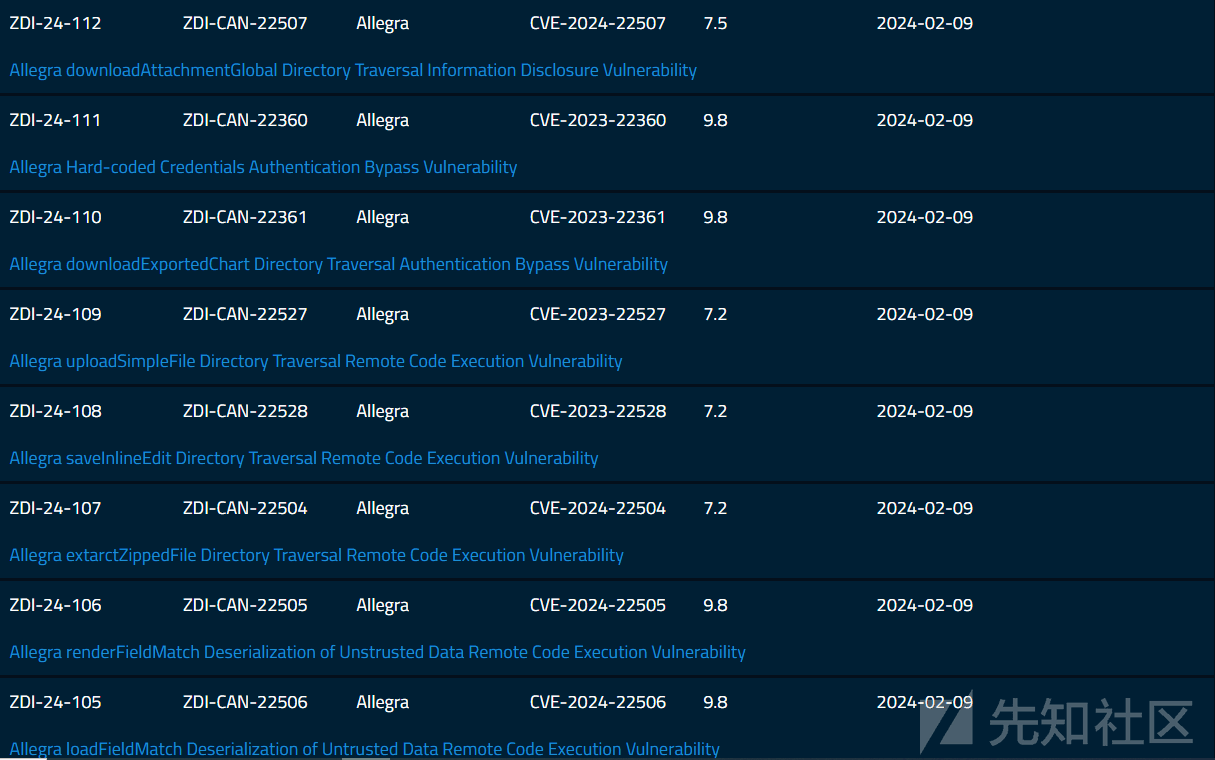 ZDI-24-112 ZDI-CAN-22507 Allegra CVE-2024-22507 7.5 2024-02-09
Allegra downloadAttachmentGlobal Directory Traversal Information Disclosure Vulnerability
ZDI-24-111 ZDI-CAN-22360 Allegra CVE-2023-22360 9.8 2024-02-09
Allegra Hard-coded Credentials Authentication Bypass Vulnerability
ZDI-24-110 ZDI-CAN-22361 Allegra CVE-2023-22361 9.8 2024-02-09
Allegra downloadExportedChart Directory Traversal Authentication Bypass Vulnerability
ZDI-24-109 ZDI-CAN-22527 Allegra CVE-2023-22527 7.2 2024-02-09
Allegra uploadSimpleFile Directory Traversal Remote Code Execution Vulnerability
ZDI-24-108 ZDI-CAN-22528 Allegra CVE-2023-22528 7.2 2024-02-09
Allegra saveInlineEdit Directory Traversal Remote Code Execution Vulnerability
ZDI-24-107 ZDI-CAN-22504 Allegra CVE-2024-22504 7.2 2024-02-09
Allegra extarctZippedFile Directory Traversal Remote Code Execution Vulnerability
ZDI-24-106 ZDI-CAN-22505 Allegra CVE-2024-22505 9.8 2024-02-09
Allegra renderFieldMatch Deserialization of Unstrusted Data Remote Code Execution Vulnerability
ZDI-24-105 ZDI-CAN-22506 Allegra CVE-2024-22506 9.8 2024-02-09
Allegra loadFieldMatch Deserialization of Untrusted Data Remote Code Execution Vulnerability
先知社区